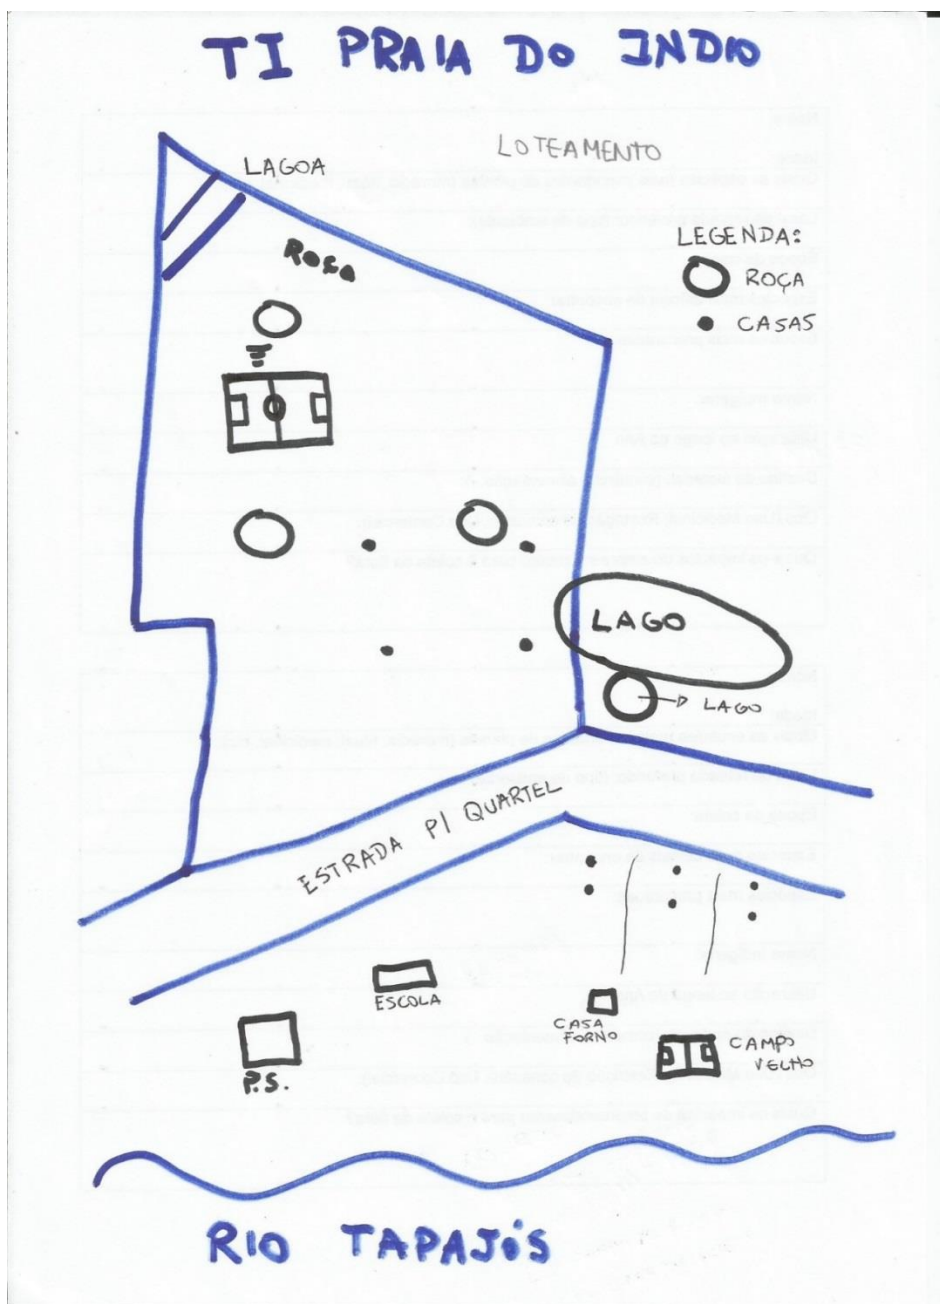 TI PRAIA DO INDIO
LOTEAMENTO
LAGOA
Roça
LEGENDA:
ROÇA
CASAS
LAGO
LAGO
ESTRADA P/ QUARTEL
ESCOLA
P.S.
CASA
FORNO
CAMPO
VELHO
RIO TAPAJÓS